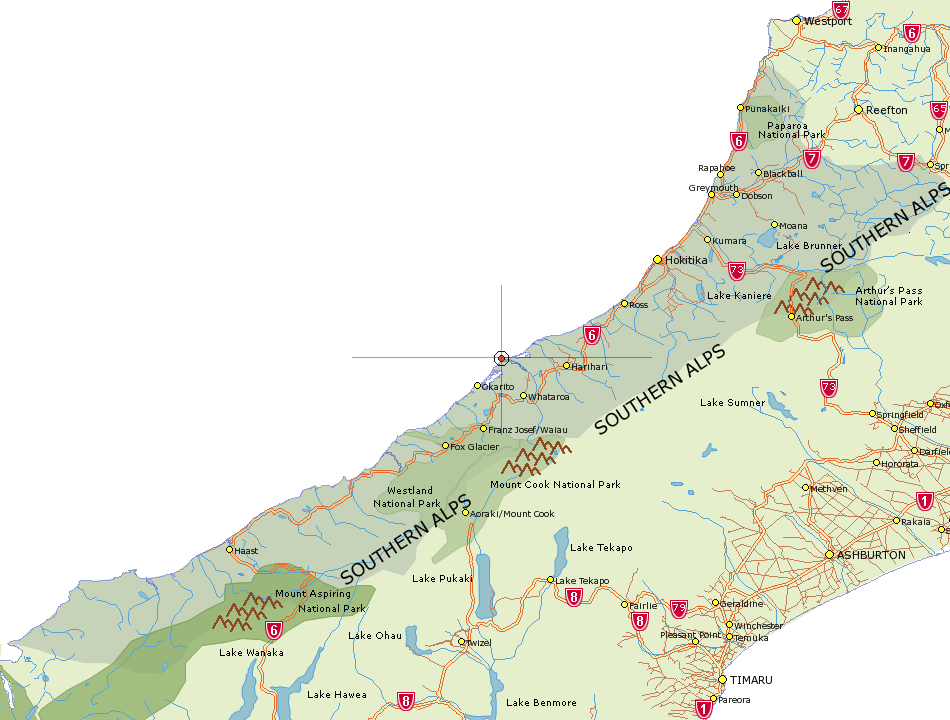 67
Westport
6
Inangahua
Punakaiki
Reefton
65
Paparoa
National Park
6
7
7
Rapahoe
Blackball
Spr
Greymouth
Dobson
SOUTHERN ALPS
Moana
Kumara
Lake Brunner
Hokitika
73
Lake Kaniere
Arthur's Pass
National Park
Ross
Arthur's Pass
6
Harihari
SOUTHERN ALPS
Okarito
Whataroa
73
Lake Sumner
Springfield
Oxf
Franz Josef/Waiau
Sheffield
Fox Glacier
Darfiel
Hororata
Mount Cook National Park
Westland
National Park
Methven
1
SOUTHERN ALPS
Aoraki/Mount Cook
Rakaia
Haast
Lake Tekapo
ASHBURTON
Lake Pukaki
Lake Tekapo
Mount Aspiring
National Park
8
Fairlie
79
Geraldine
8
6
Winchester
Lake Ohau
Twizel
Pleasant Point
Temuka
Lake Wanaka
TIMARU
Lake Hawea
8
Lake Benmore
Pareora
1